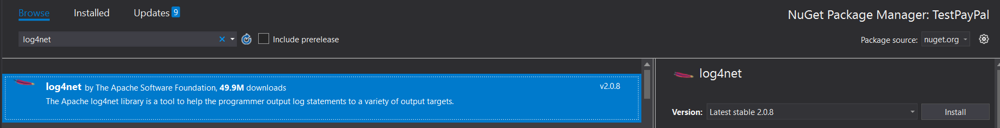 Browse Installed Updates 9
NuGet Package Manager: TestPayPal
log4net
Include prerelease
Package source: nuget.org
log4net by The Apache Software Foundation, 49.9M downloads
v2.0.8
The Apache log4net library is a tool to help the programmer output log statements to a variety of output targets.
log4net
Version: Latest stable 2.0.8 Install